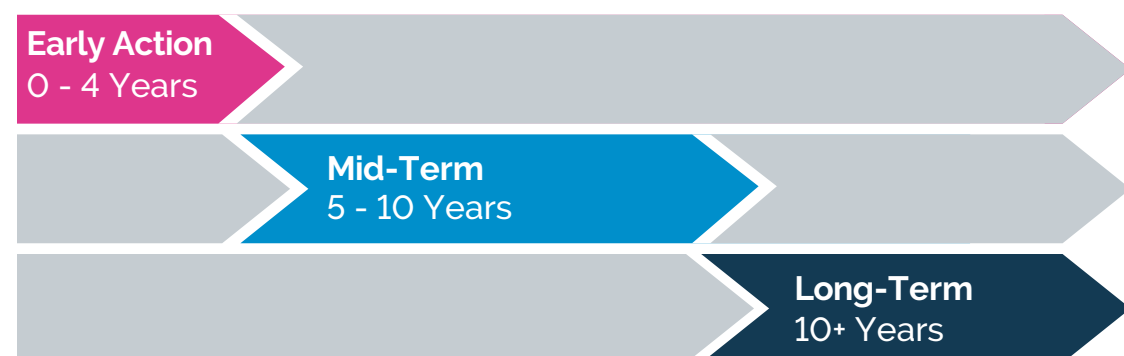 Early Action
0 - 4 Years
Mid-Term
5 - 10 Years
Long-Term
10+ Years